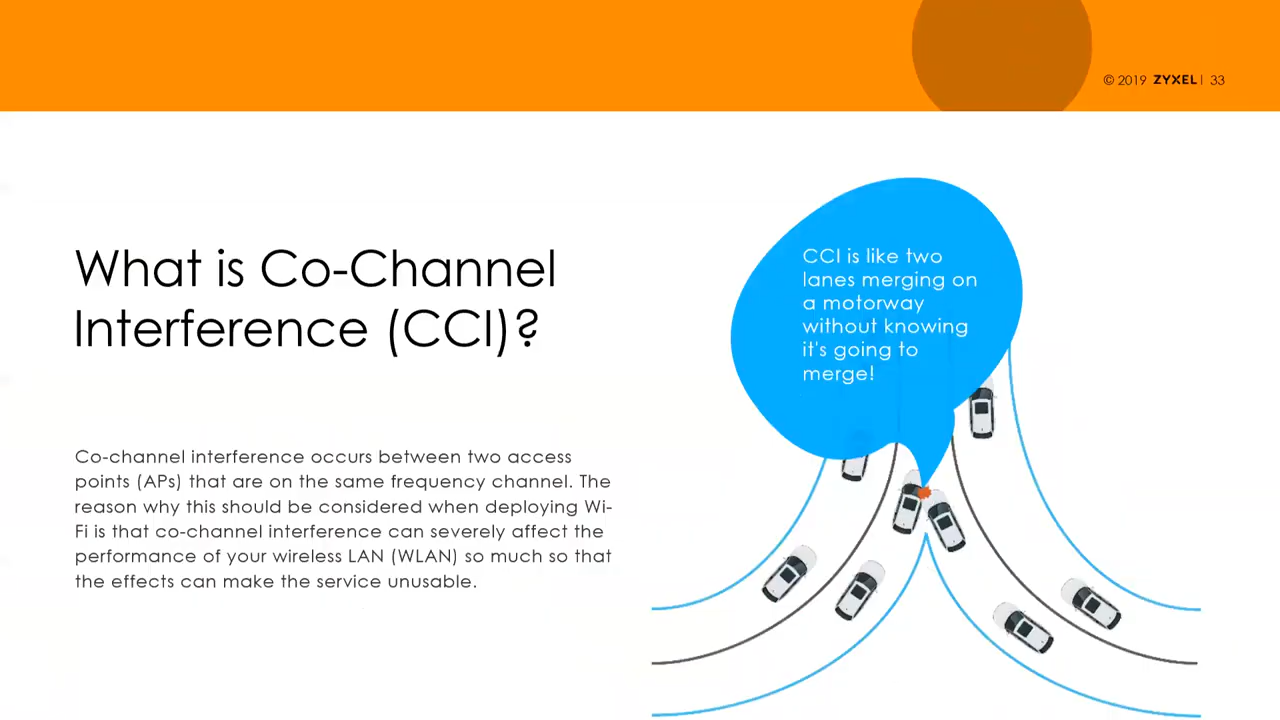 © 2019 ZYXEL | 33
What is Co-Channel
Interference (CCI)?
CCI is like two
lanes merging on
a motorway
without knowing
it's going to
merge!
Co-channel interference occurs between two access
points (APs) that are on the same frequency channel. The
reason why this should be considered when deploying Wi-
Fi is that co-channel interference can severely affect the
performance of your wireless LAN (WLAN) so much so that
the effects can make the service unusable.